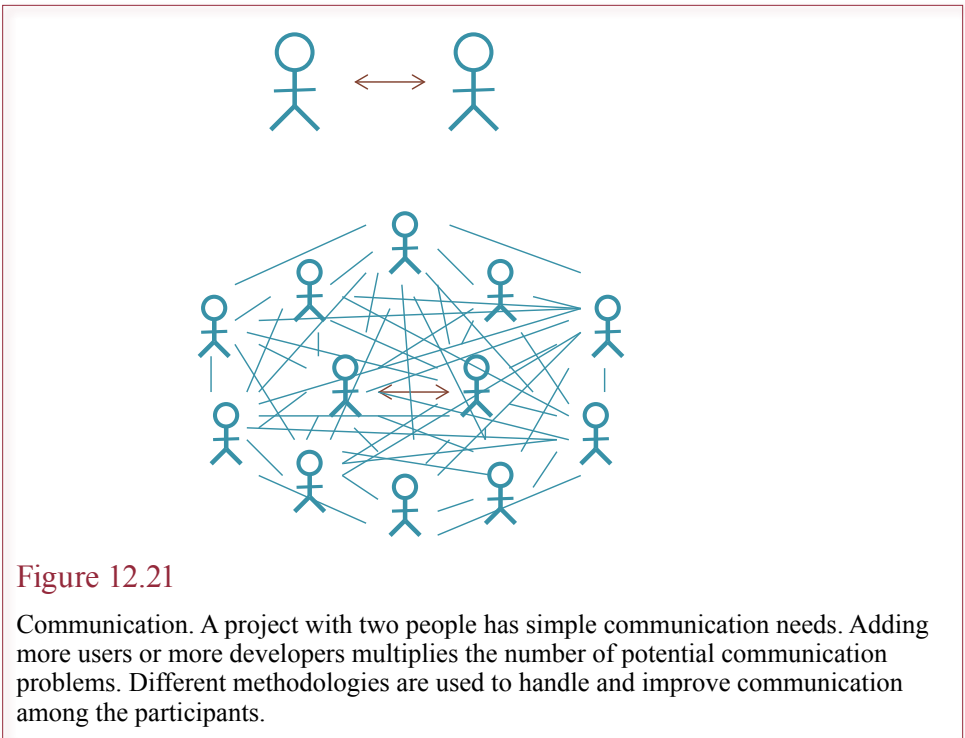 Figure 12.21
Communication. A project with two people has simple communication needs. Adding
more users or more developers multiplies the number of potential communication
problems. Different methodologies are used to handle and improve communication
among the participants.